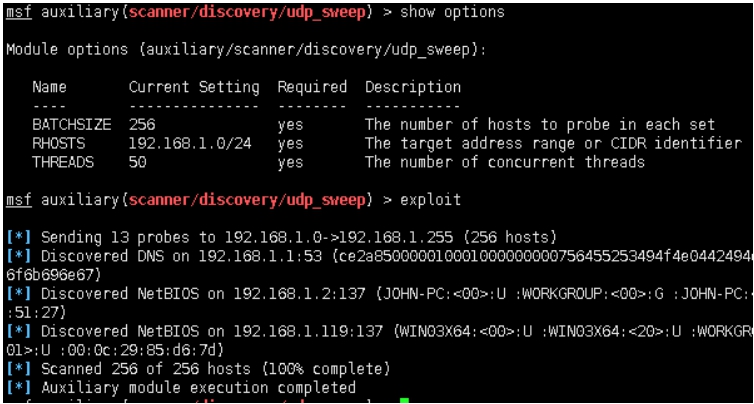 msf auxiliary(scanner/discovery/udp_sweep) > show options
Module options (auxiliary/scanner/discovery/udp_sweep):
Name Current Setting Required Description
---- --------------- -------- -----------
BATCHSIZE 256 yes The number of hosts to probe in each set
RHOSTS 192.168.1.0/24 yes The target address range or CIDR identifier
THREADS 50 yes The number of concurrent threads
msf auxiliary(scanner/discovery/udp_sweep) > exploit
[*] Sending 13 probes to 192.168.1.0->192.168.1.255 (256 hosts)
[*] Discovered DNS on 192.168.1.1:53 (ce2a850000010001000000000756455253494f4e0442494
6f6b696e67)
[*] Discovered NetBIOS on 192.168.1.2:137 (JOHN-PC:<00>:U :WORKGROUP:<00>:G :JOHN-PC:
:51:27)
[*] Discovered NetBIOS on 192.168.1.119:137 (WIN03X64:<00>:U :WIN03X64:<20>:U :WORKGR
01>:U :00:0c:29:85:d6:7d)
[*] Scanned 256 of 256 hosts (100% complete)
[*] Auxiliary module execution completed